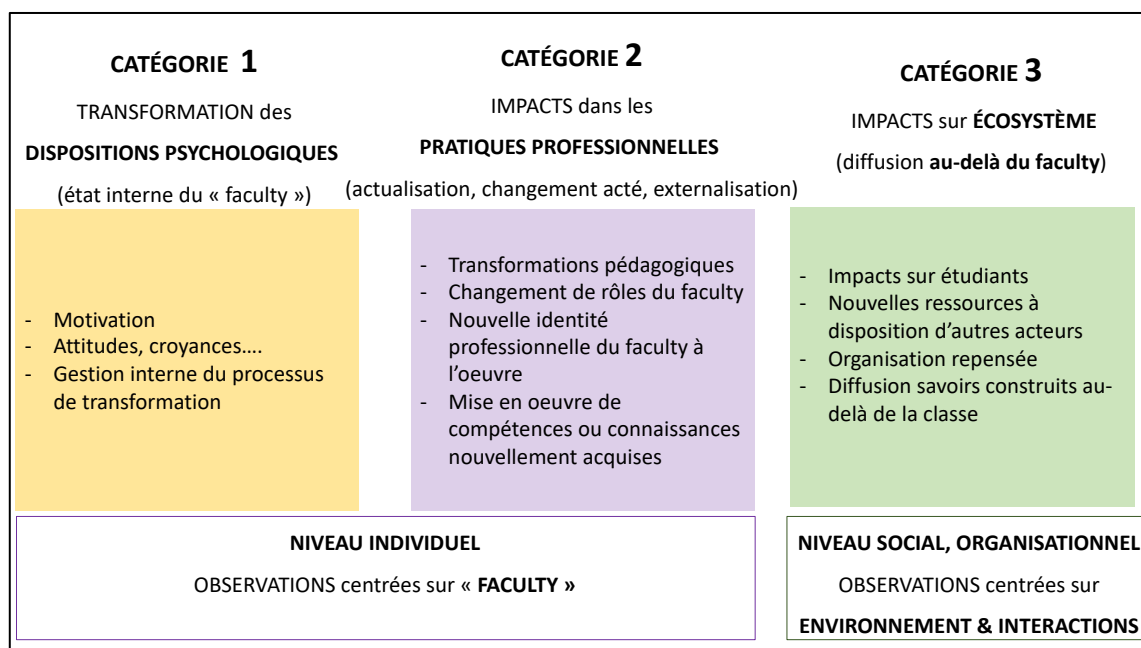 CATÉGORIE 1
TRANSFORMATION des
DISPOSITIONS PSYCHOLOGIQUES
(état interne du « faculty »)
- Motivation
- Attitudes, croyances….
- Gestion interne du processus
de transformation
CATÉGORIE 2
IMPACTS dans les
PRATIQUES PROFESSIONNELLES
(actualisation, changement acté, externalisation)
- Transformations pédagogiques
- Changement de rôles du faculty
- Nouvelle identité
professionnelle du faculty à
l’oeuvre
- Mise en oeuvre de
compétences ou connaissances
nouvellement acquises
CATÉGORIE 3
IMPACTS sur ÉCOSYSTÈME
(diffusion au-delà du faculty)
- Impacts sur étudiants
- Nouvelles ressources à
disposition d’autres acteurs
- Organisation repensée
- Diffusion savoirs construits au-
delà de la classe
NIVEAU INDIVIDUEL
OBSERVATIONS centrées sur « FACULTY »
NIVEAU SOCIAL, ORGANISATIONNEL
OBSERVATIONS centrées sur
ENVIRONNEMENT & INTERACTIONS